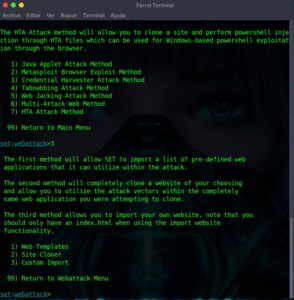 Parrot Terminal
Archivo Editar Ver Buscar Terminal Ayuda
The HTA Attack method will allow you to clone a site and perform powershell inje
ction through HTA files which can be used for Windows-based powershell exploitat
ion through the browser.
1) Java Applet Attack Method
2) Metasploit Browser Exploit Method
3) Credential Harvester Attack Method
4) Tabnabbing Attack Method
5) Web Jacking Attack Method
6) Multi-Attack Web Method
7) HTA Attack Method
99) Return to Main Menu
set:webattack>3
The first method will allow SET to import a list of pre-defined web
applications that it can utilize within the attack.
The second method will completely clone a website of your choosing
and allow you to utilize the attack vectors within the completely
same web application you were attempting to clone.
The third method allows you to import your own website, note that you
should only have an index.html when using the import website
functionality.
1) Web Templates
2) Site Cloner
3) Custom Import
99) Return to Webattack Menu
set:webattack>